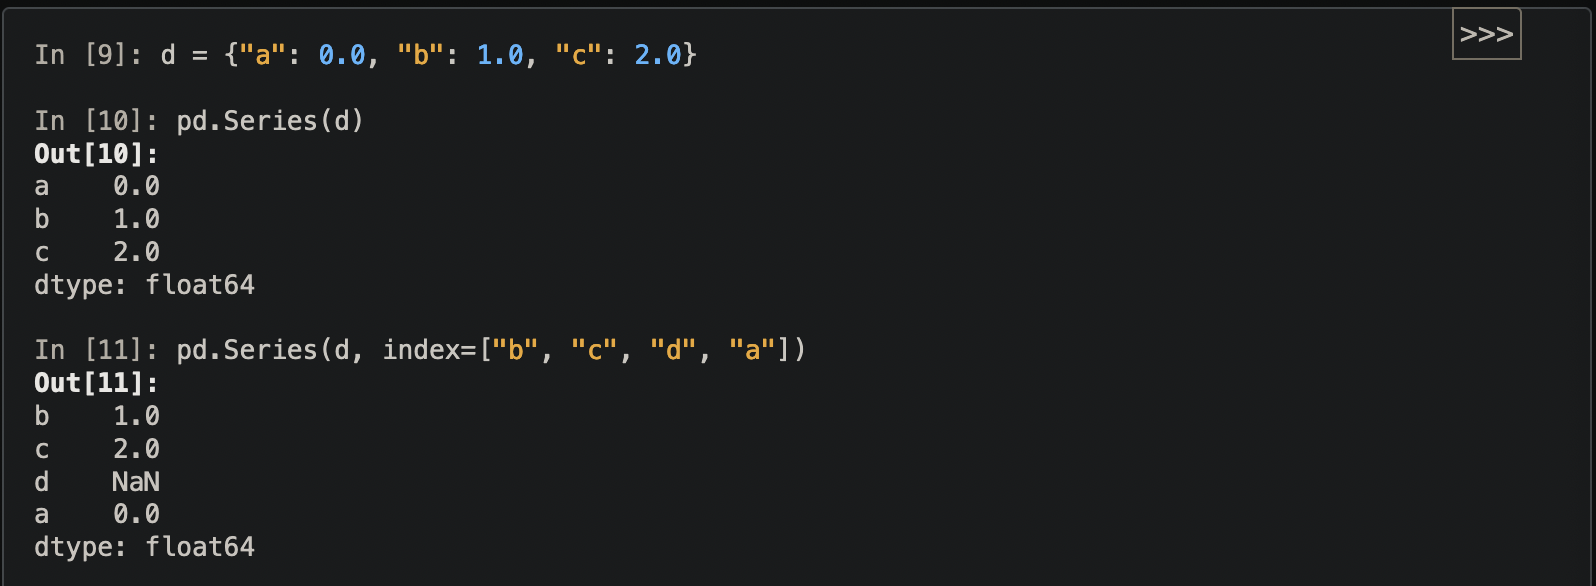 >>>
In [9]: d = {"a": 0.0, "b": 1.0, "c": 2.0}
In [10]: pd.Series(d)
Out[10]:
a    0.0
b    1.0
c    2.0
dtype: float64
In [11]: pd.Series(d, index=["b", "c", "d", "a"])
Out[11]:
b    1.0
c    2.0
d    NaN
a    0.0
dtype: float64